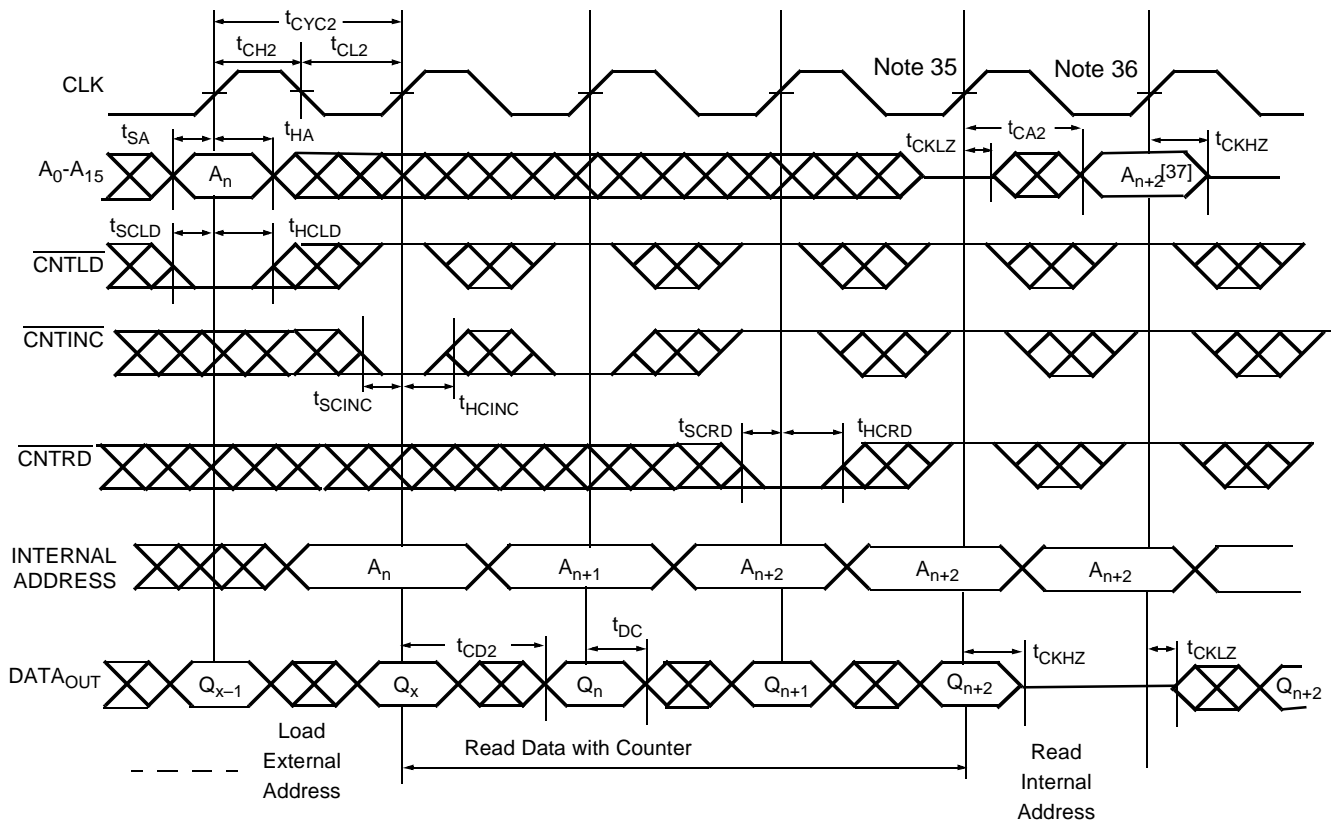 tCYC2
tCH2 tCL2
CLK Note 35 Note 36
tSA tHA tCKLZ tCA2 tCKHZ
A0-A15 An An+2[37]
tSCLD tHCLD
CNTLD
CNTINC
tSCINC tHCINC
tSCRD tHCRD
CNTRD
INTERNAL ADDRESS An An+1 An+2 An+2 An+2
tCD2 tDC tCKHZ tCKLZ
DATAOUT Qx–1 Qx Qn Qn+1 Qn+2 Qn+2
Load
External
Address
Read Data with Counter
Read
Internal
Address